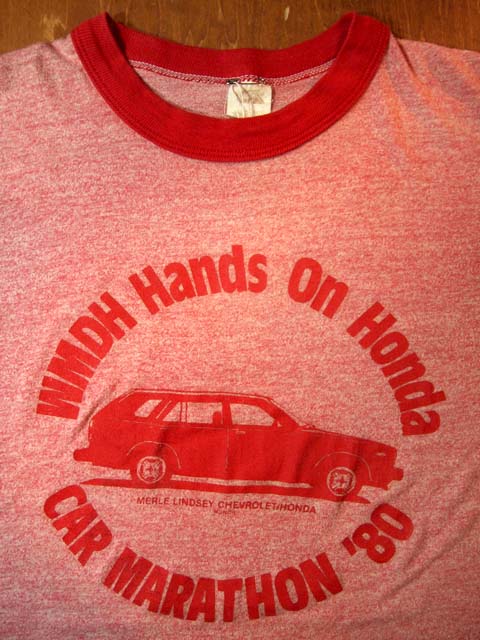 WMDH Hands On Honda
MERLE LINDSEY CHEVROLET/HONDA
CAR MARATHON '80